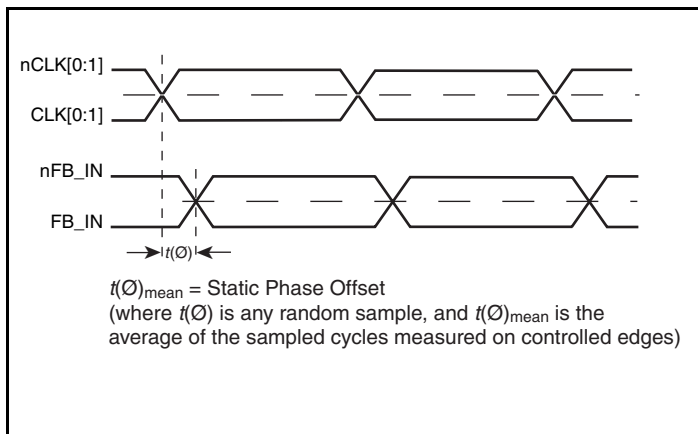 nCLK[0:1]
CLK[0:1]
nFB_IN
FB_IN
t(Ø)
t(Ø)mean = Static Phase Offset
(where t(Ø) is any random sample, and t(Ø)mean is the
average of the sampled cycles measured on controlled edges)